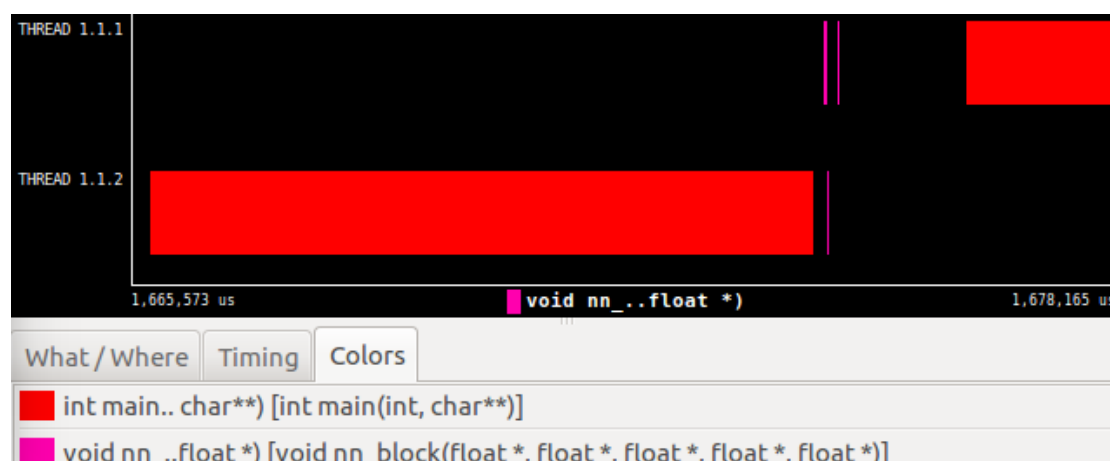 THREAD 1.1.1
THREAD 1.1.2
1,665,573 us void nn_..float *) 1,678,165 us
What / Where Timing Colors
int main.. char**) [int main(int, char**)]
void nn_..float *) [void nn_block(float *, float *, float *, float *, float *)]